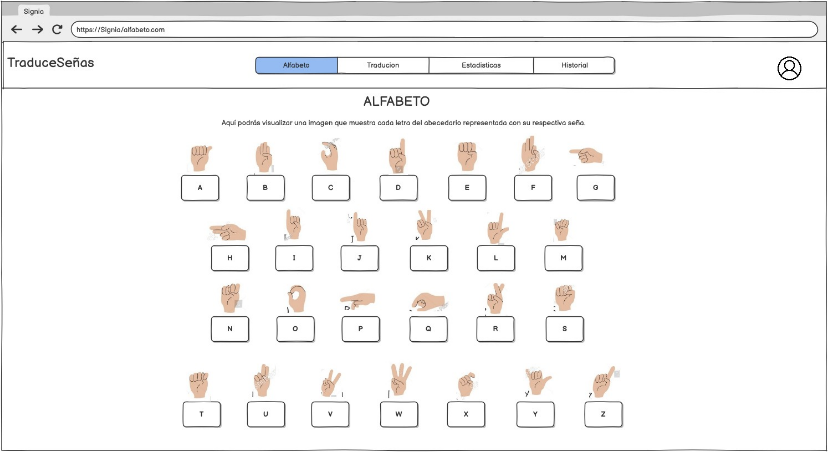 Signio
https://Signio/alfabeto.com
TraduceSeñas
Alfabeto Traducion Estadisticas Historial
ALFABETO
Aquí podrás visualizar una imagen que muestra cada letra del abecedario representada con su respectiva seña.
A B C D E F G
H I J K L M
N O P Q R S
T U V W X Y Z